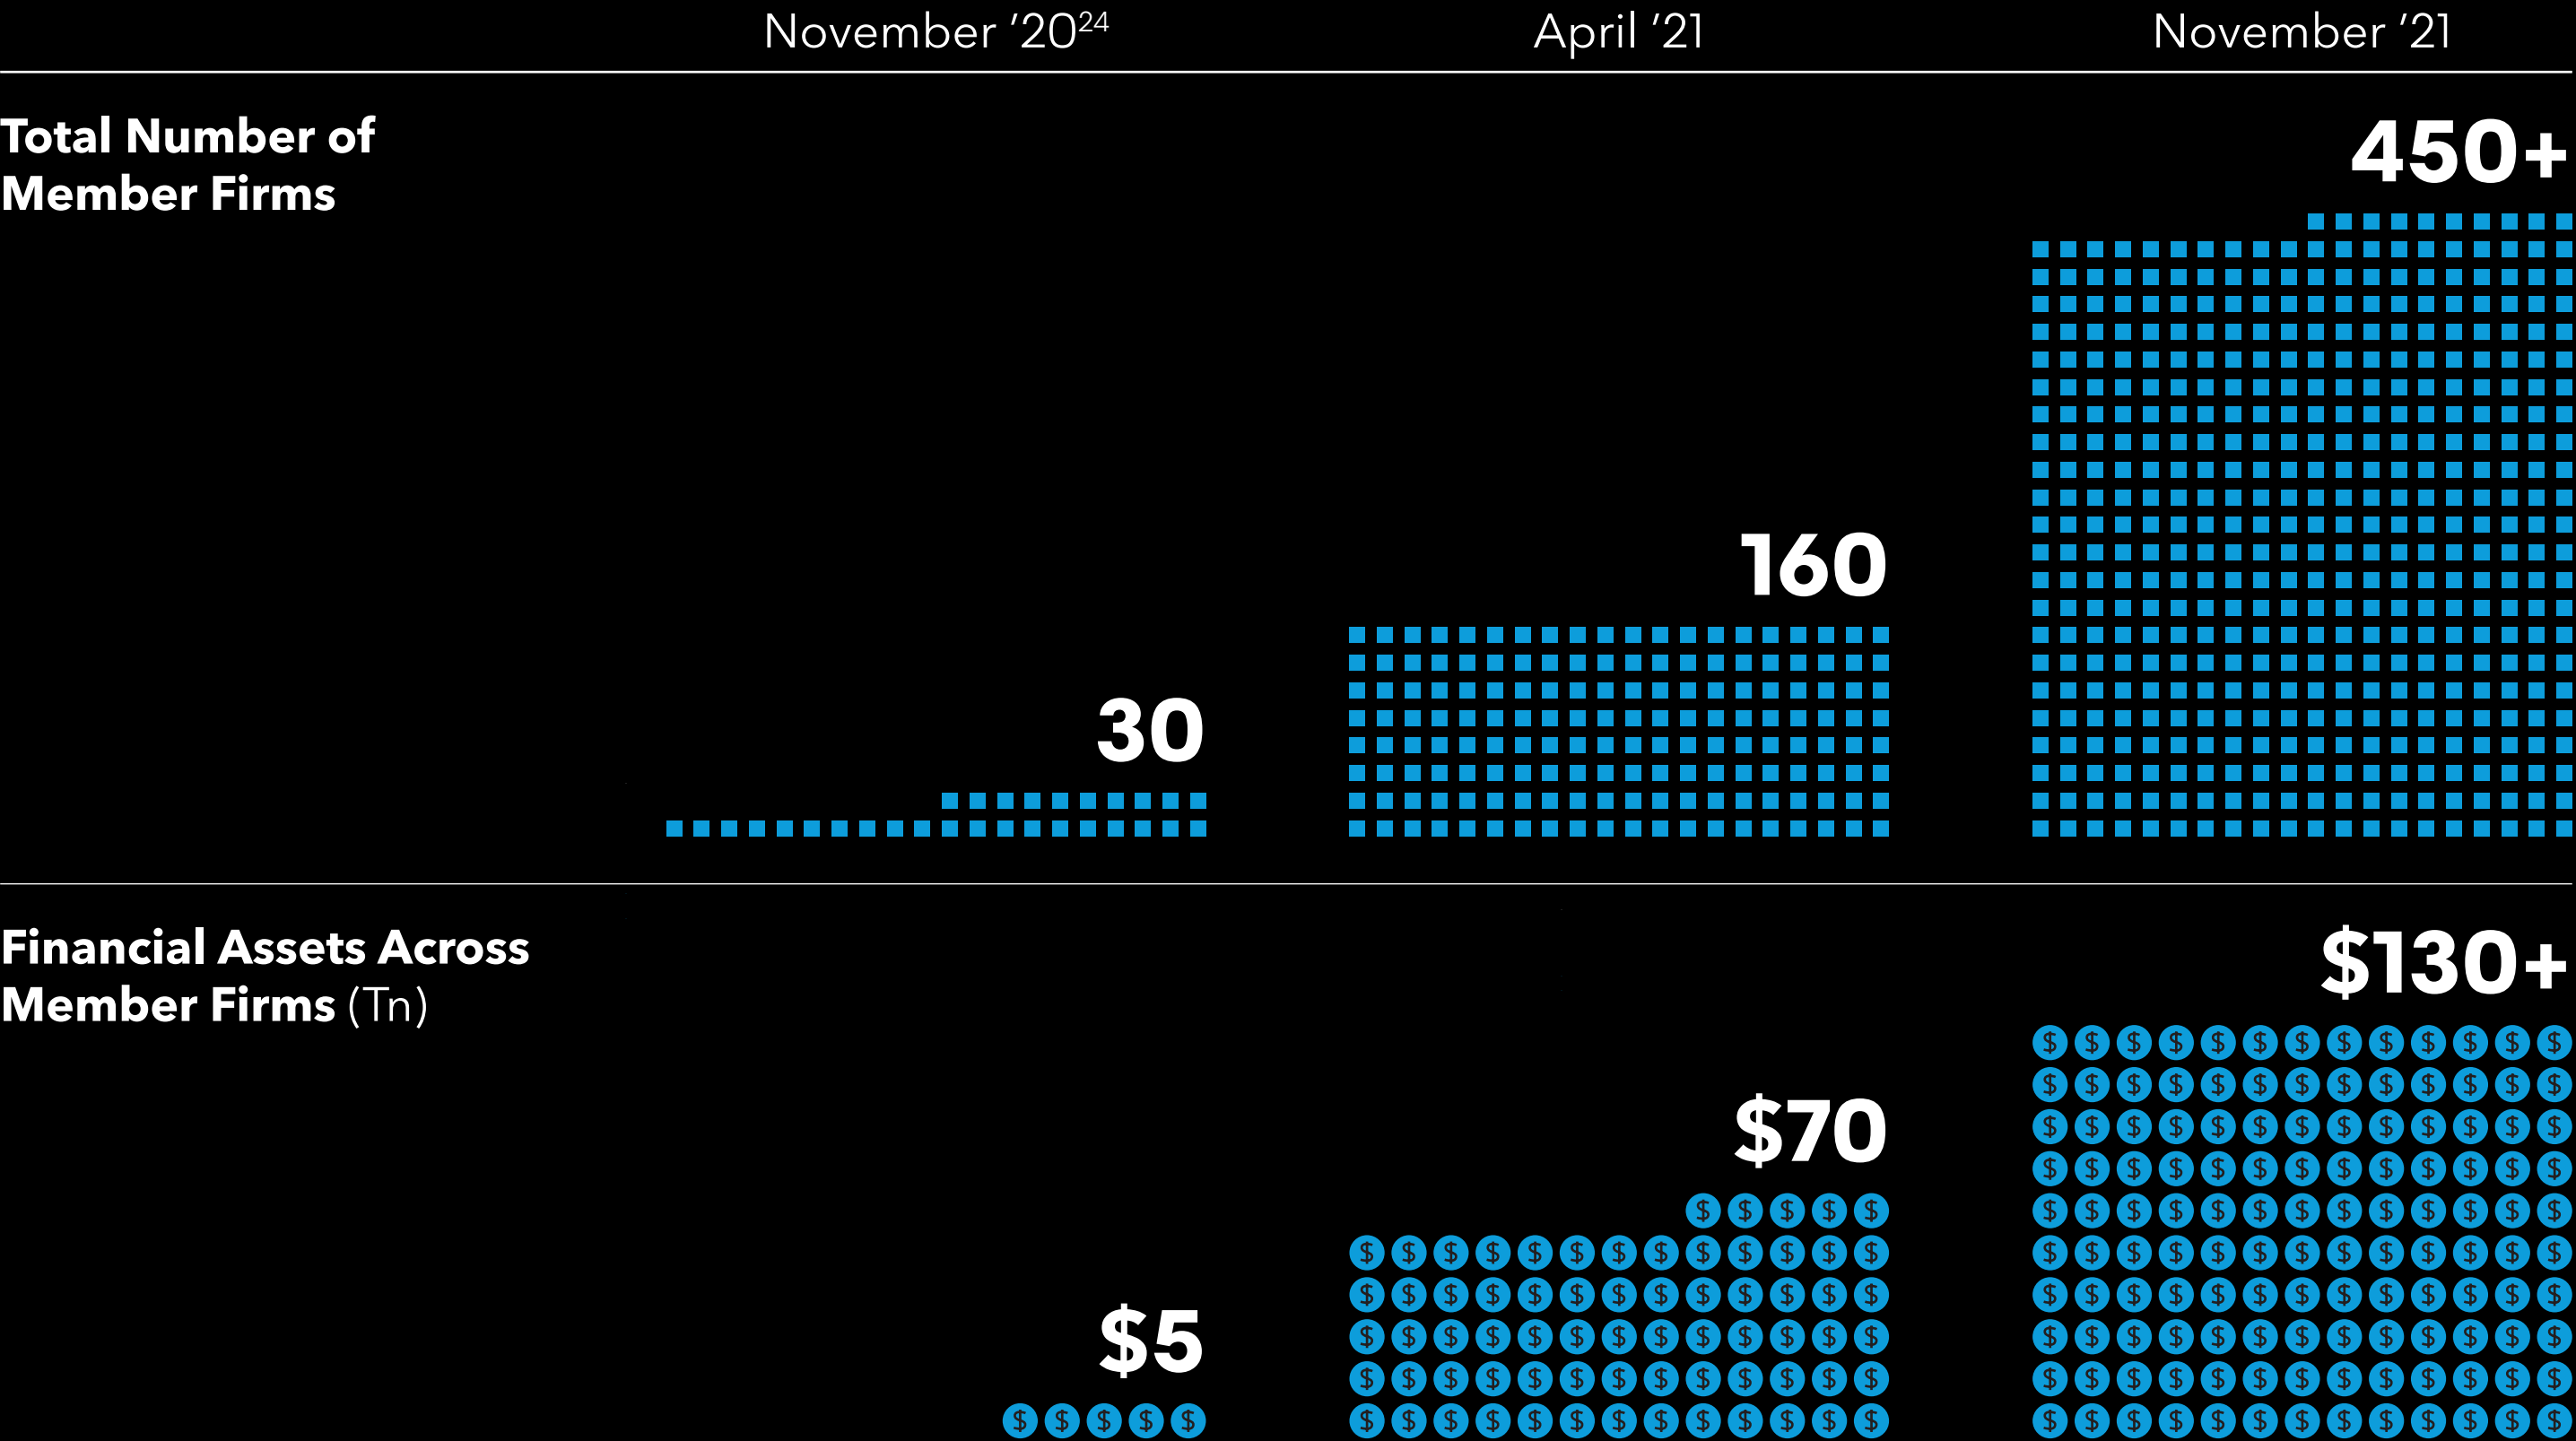 November ’20²⁴ April ’21 November ’21
Total Number of
Member Firms
450+
160
30
Financial Assets Across
Member Firms (Tn)
$130+
$70
$5